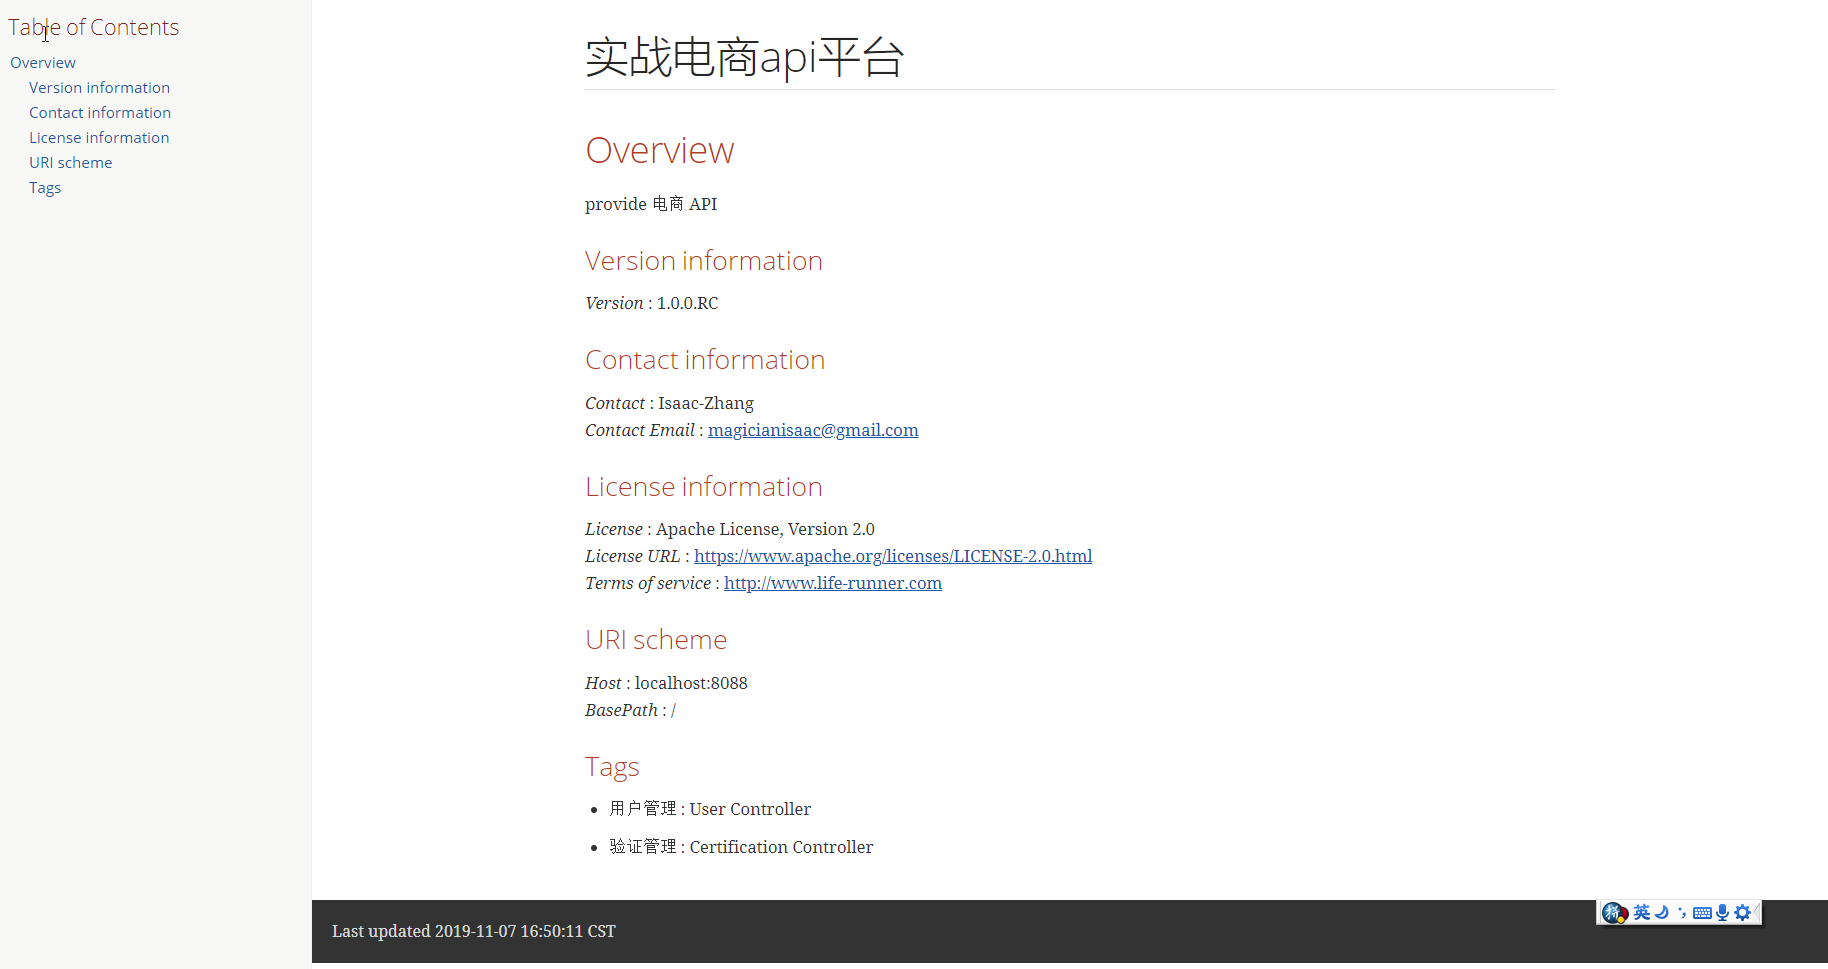 Table of Contents
Overview
Version information
Contact information
License information
URI scheme
Tags
实战电商api平台
Overview
provide 电商 API
Version information
Version : 1.0.0.RC
Contact information
Contact : Isaac-Zhang
Contact Email : magicianisaac@gmail.com
License information
License : Apache License, Version 2.0
License URL : https://www.apache.org/licenses/LICENSE-2.0.html
Terms of service : http://www.life-runner.com
URI scheme
Host : localhost:8088
BasePath : /
Tags
用户管理 : User Controller
验证管理 : Certification Controller
拼 英
Last updated 2019-11-07 16:50:11 CST